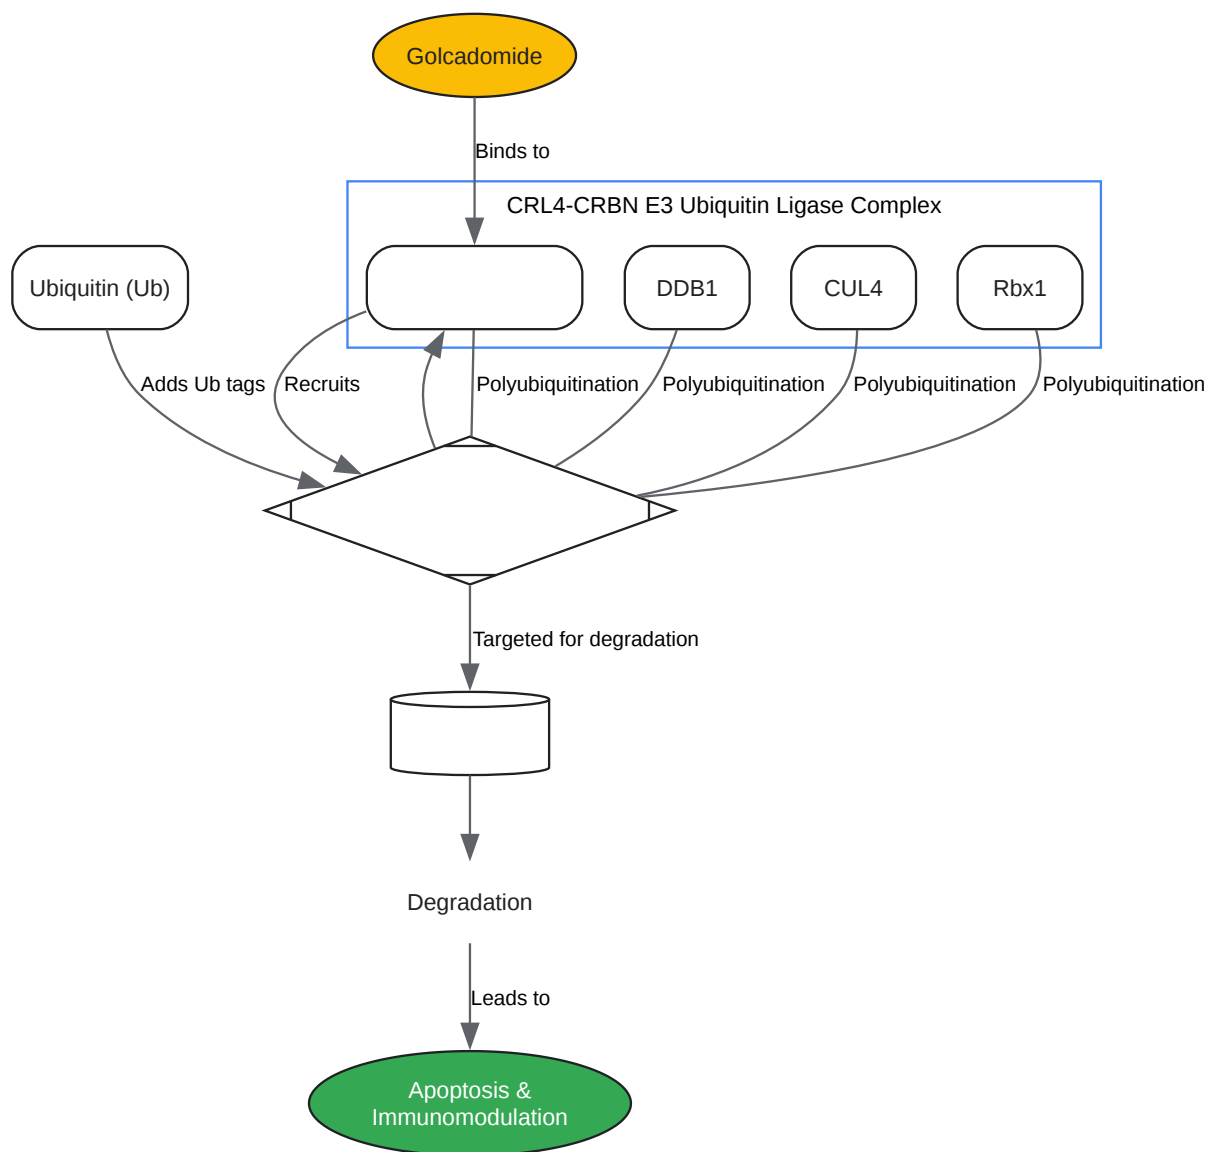 Golcadomide
Binds to
CRL4-CRBN E3 Ubiquitin Ligase Complex
Ubiquitin (Ub)
DDB1
CUL4
Rbx1
Adds Ub tags
Recruits
Polyubiquitination
Polyubiquitination
Polyubiquitination
Polyubiquitination
Targeted for degradation
Degradation
Leads to
Apoptosis &
Immunomodulation